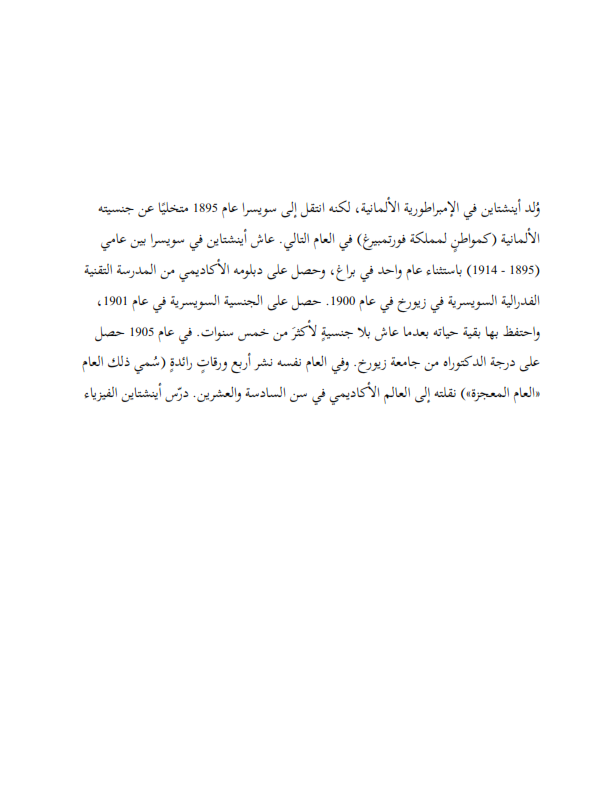 وُلد أينشتاين في الإمبراطورية الألمانية، لكنه انتقل إلى سويسرا عام 1895 متخليًا عن جنسيته
الألمانية (كمواطنٍ لمملكة فورتمبيرغ) في العام التالي. عاش أينشتاين في سويسرا بين عامي
(1895 - 1914) باستثناء عام واحد في براغ، وحصل على دبلومه الأكاديمي من المدرسة التقنية
الفدرالية السويسرية في زيورخ في عام 1900. حصل على الجنسية السويسرية في عام 1901،
واحتفظ بها بقية حياته بعدما عاش بلا جنسيةٍ لأكثرَ من خمس سنوات. في عام 1905 حصل
على درجة الدكتوراه من جامعة زيورخ. وفي العام نفسه نشر أربع ورقاتٍ رائدةٍ (سُمي ذلك العام
«العام المعجزة») نقلته إلى العالم الأكاديمي في سن السادسة والعشرين. درّس أينشتاين الفيزياء